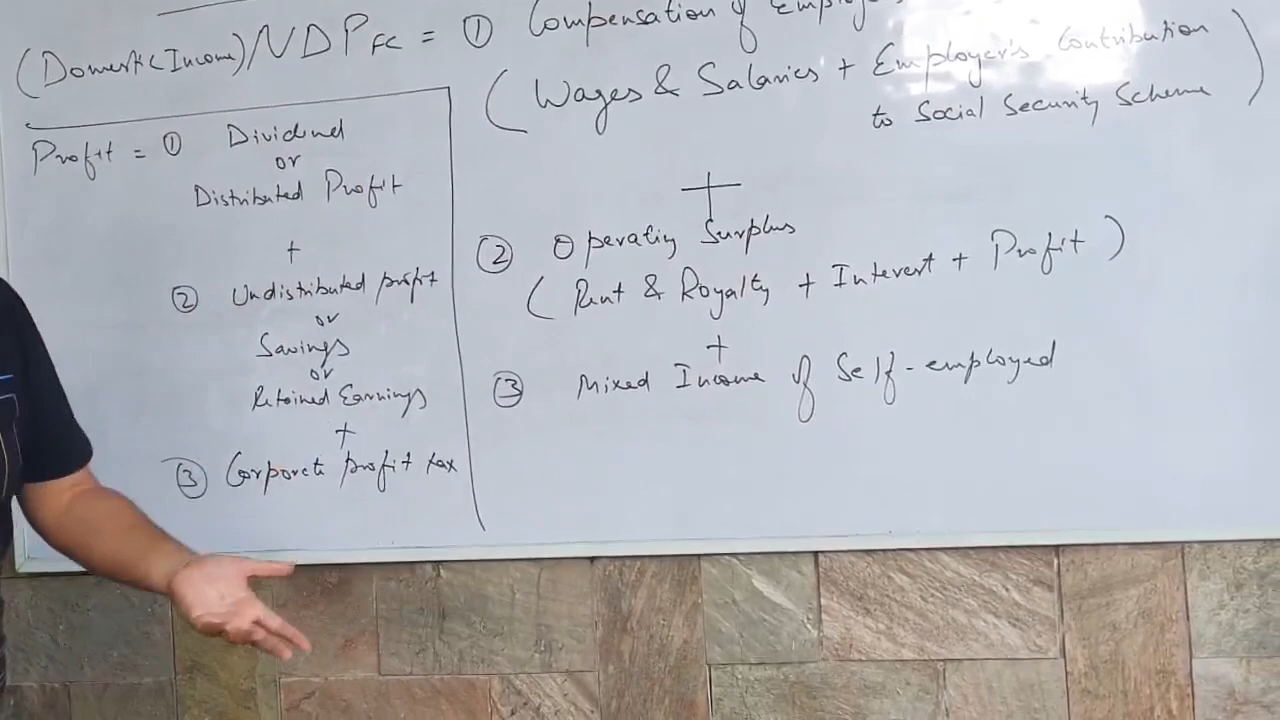 (Domestic Income) NDP FC = ① Compensation of
(Wages & Salaries + Employer's Contribution
to Social Security Scheme)
+
② Operating Surplus
(Rent & Royalty + Interest + Profit)
+
③ Mixed Income of Self-employed
Profit = ① Dividend
or
Distributed Profit
+
② Undistributed profit
or
Savings
or
Retained Earnings
+
③ Corporate profit tax